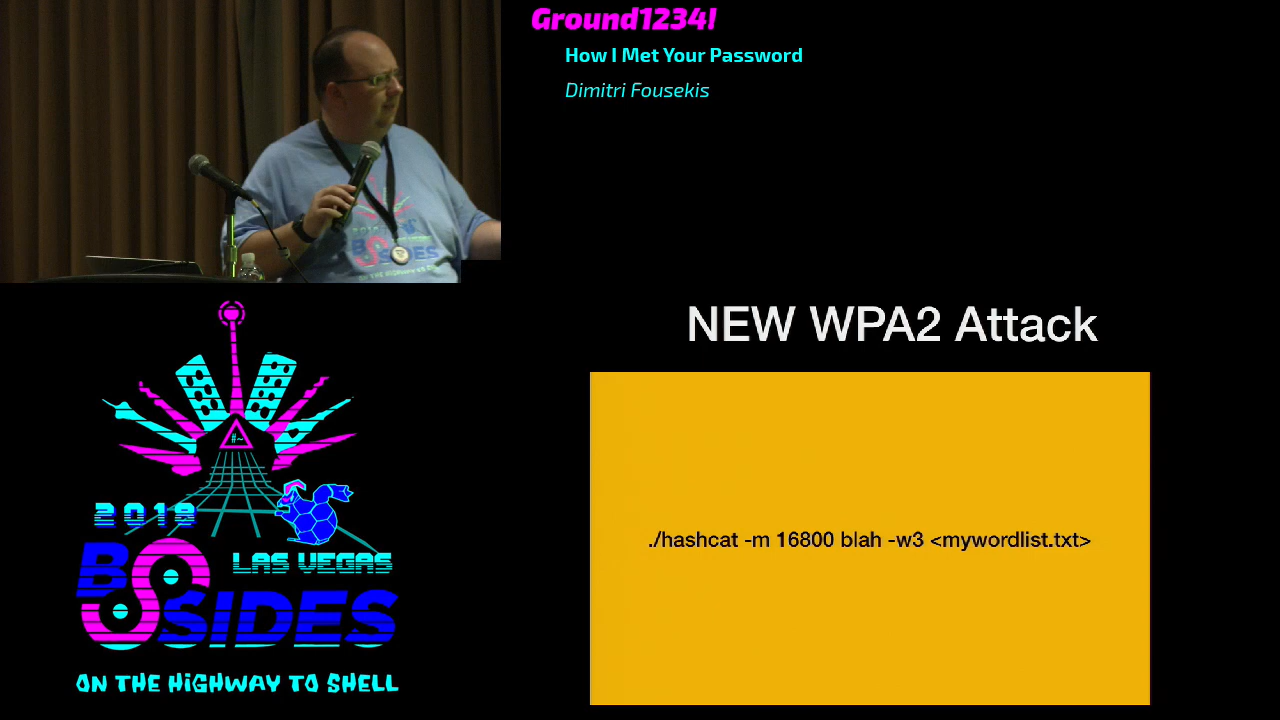 Ground1234!
How I Met Your Password
Dimitri Fousekis
BSIDES
NEW WPA2 Attack
#~
2018
LAS VEGAS
BSIDES
ON THE HIGHWAY TO SHELL
./hashcat -m 16800 blah -w3 <mywordlist.txt>